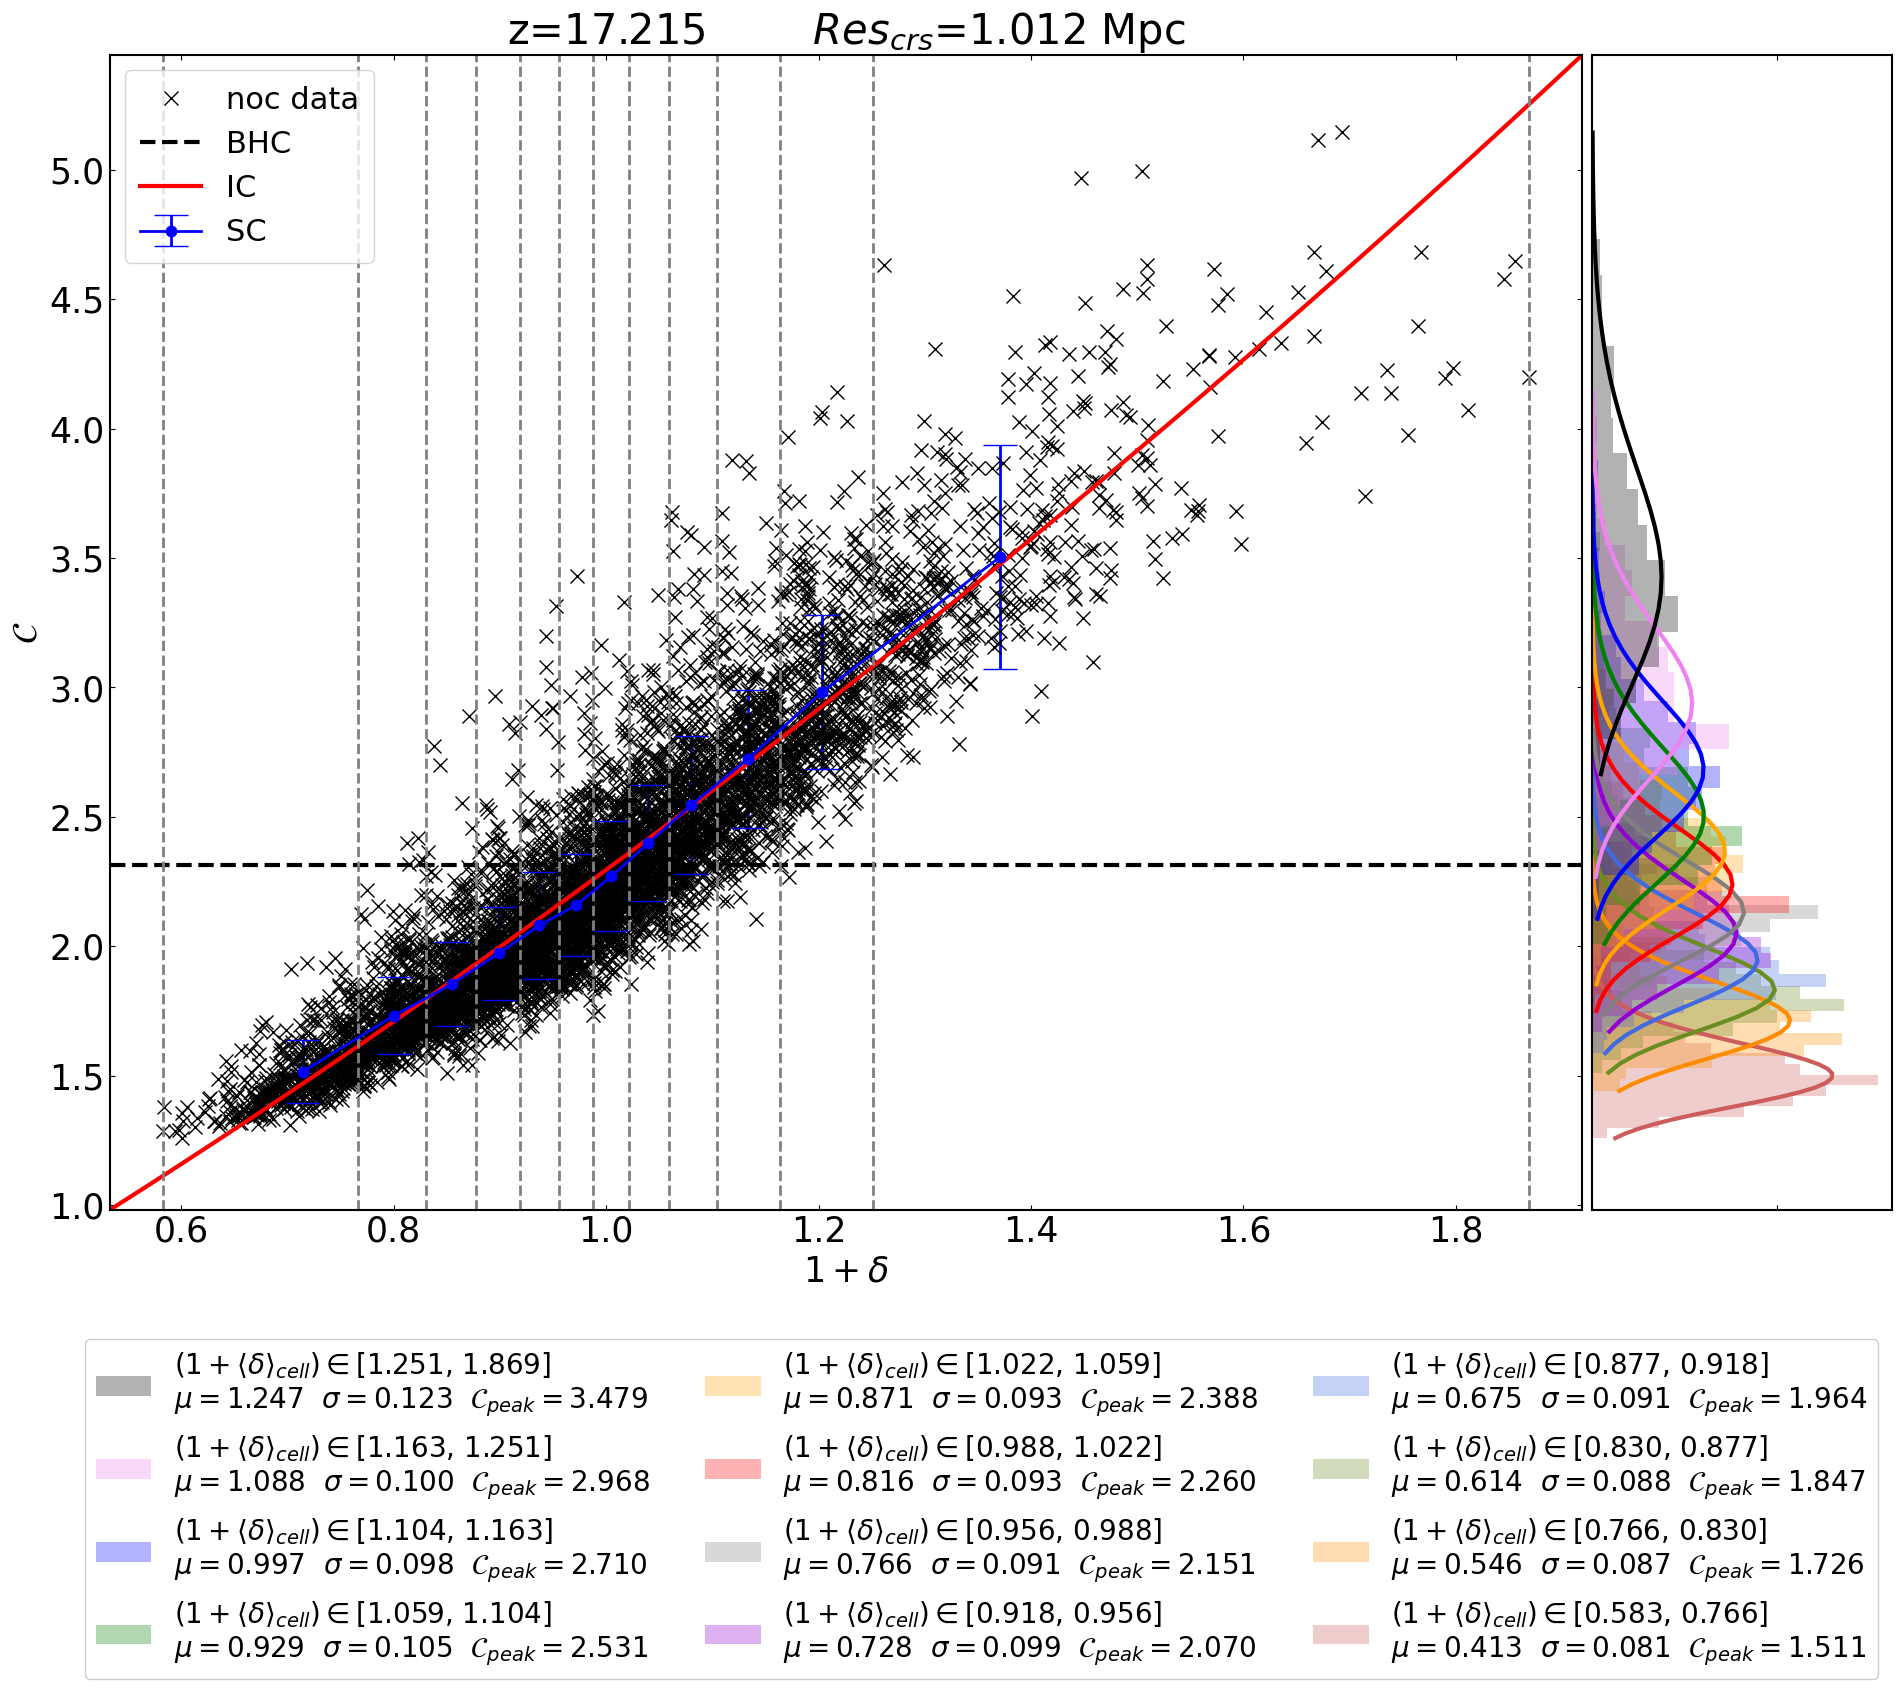 z=17.215 Res_crs=1.012 Mpc
noc data
BHC
IC
SC
5.0
4.5
4.0
3.5
3.0
2.5
2.0
1.5
1.0
𝒞
0.6 0.8 1.0 1.2 1.4 1.6 1.8
1 + δ
(1 + ⟨δ⟩_cell) ∈ [1.251, 1.869]
μ = 1.247 σ = 0.123 𝒞_peak = 3.479
(1 + ⟨δ⟩_cell) ∈ [1.163, 1.251]
μ = 1.088 σ = 0.100 𝒞_peak = 2.968
(1 + ⟨δ⟩_cell) ∈ [1.104, 1.163]
μ = 0.997 σ = 0.098 𝒞_peak = 2.710
(1 + ⟨δ⟩_cell) ∈ [1.059, 1.104]
μ = 0.929 σ = 0.105 𝒞_peak = 2.531
(1 + ⟨δ⟩_cell) ∈ [1.022, 1.059]
μ = 0.871 σ = 0.093 𝒞_peak = 2.388
(1 + ⟨δ⟩_cell) ∈ [0.988, 1.022]
μ = 0.816 σ = 0.093 𝒞_peak = 2.260
(1 + ⟨δ⟩_cell) ∈ [0.956, 0.988]
μ = 0.766 σ = 0.091 𝒞_peak = 2.151
(1 + ⟨δ⟩_cell) ∈ [0.918, 0.956]
μ = 0.728 σ = 0.099 𝒞_peak = 2.070
(1 + ⟨δ⟩_cell) ∈ [0.877, 0.918]
μ = 0.675 σ = 0.091 𝒞_peak = 1.964
(1 + ⟨δ⟩_cell) ∈ [0.830, 0.877]
μ = 0.614 σ = 0.088 𝒞_peak = 1.847
(1 + ⟨δ⟩_cell) ∈ [0.766, 0.830]
μ = 0.546 σ = 0.087 𝒞_peak = 1.726
(1 + ⟨δ⟩_cell) ∈ [0.583, 0.766]
μ = 0.413 σ = 0.081 𝒞_peak = 1.511